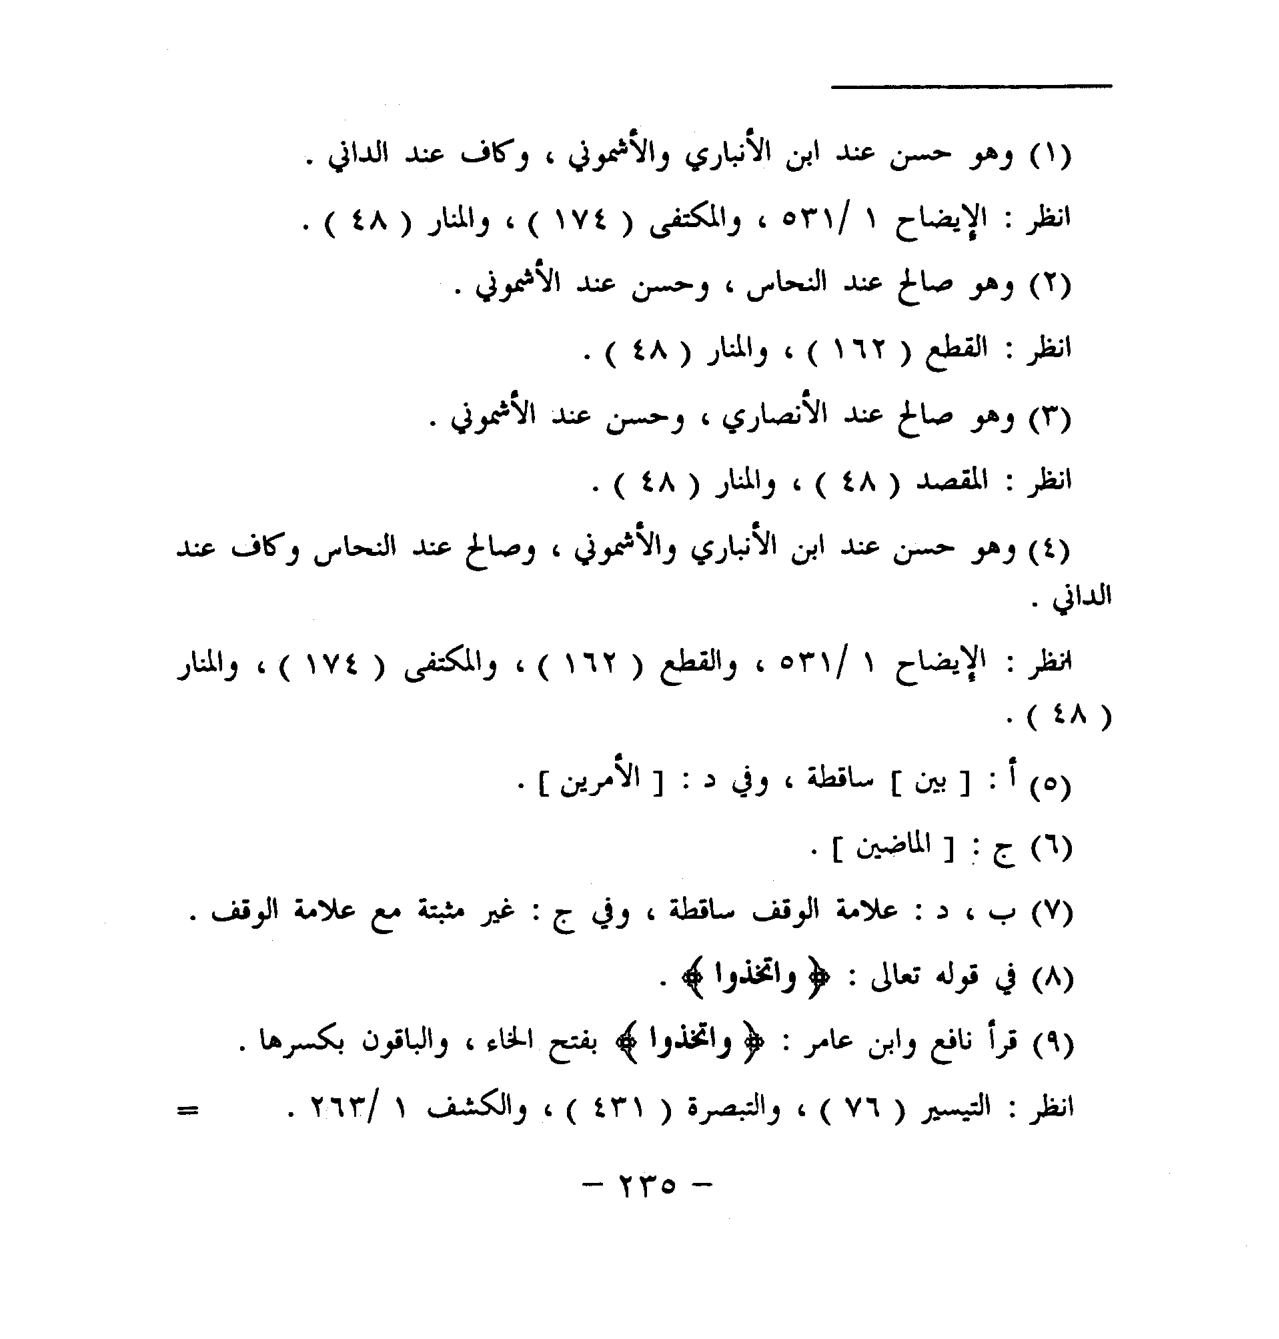 (١) وهو حسن عند ابن الأنباري والأشموني ، وكاف عند الداني .
انظر : الإيضاح ١ /٥٣١ ، والمكتفى ( ١٧٤ ) ، والمنار ( ٤٨ ) .
(٢) وهو صالح عند النحاس ، وحسن عند الأشموني .
انظر : القطع ( ١٦٢ ) ، والمنار ( ٤٨ ) .
(٣) وهو صالح عند الأنصاري ، وحسن عند الأشموني .
انظر : المقصد ( ٤٨ ) ، والمنار ( ٤٨ ) .
(٤) وهو حسن عند ابن الأنباري والأشموني ، وصالح عند النحاس وكاف عند
الداني .
انظر : الإيضاح ١ /٥٣١ ، والقطع ( ١٦٢ ) ، والمكتفى ( ١٧٤ ) ، والمنار
( ٤٨ ) .
(٥) أ : [ بين ] ساقطة ، وفي د : [ الأمرين ] .
(٦) ج : [ الماضين ] .
(٧) ب ، د : علامة الوقف ساقطة ، وفي ج : غير مثبتة مع علامة الوقف .
(٨) في قوله تعالى : ﴿ واتخذوا ﴾ .
(٩) قرأ نافع وابن عامر : ﴿ واتخذوا ﴾ بفتح الخاء ، والباقون بكسرها .
انظر : التيسير ( ٧٦ ) ، والتبصرة ( ٤٣١ ) ، والكشف ١ /٢٦٣ . =
– ٢٣٥ –